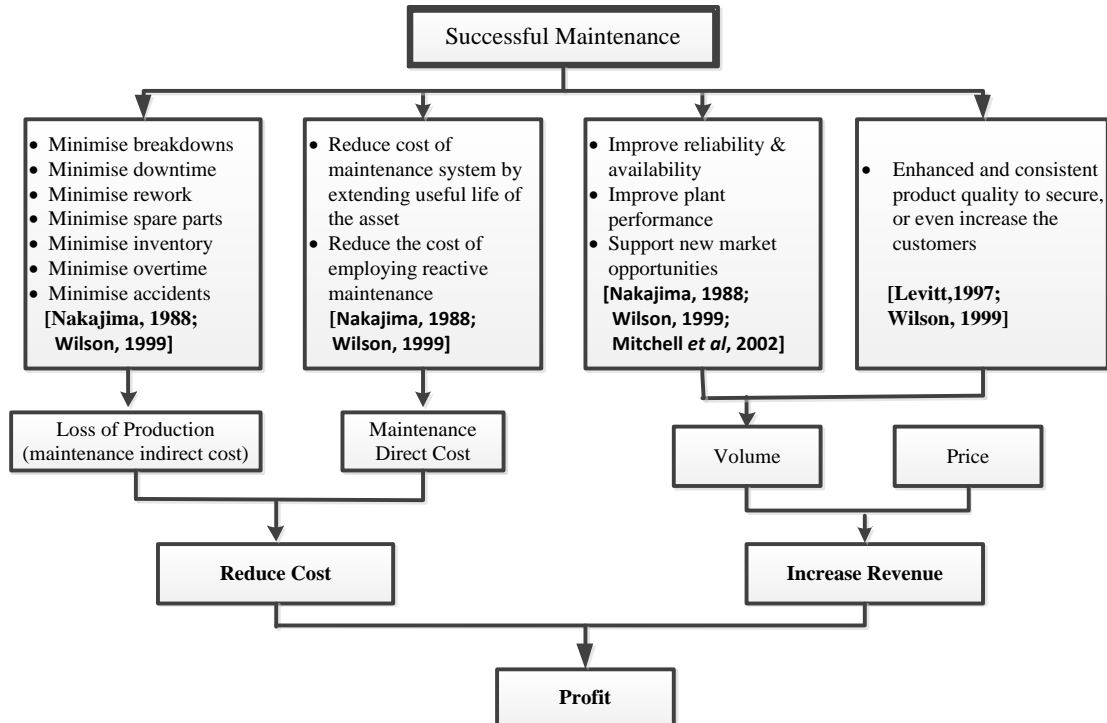 Successful Maintenance
• Minimise breakdowns
• Minimise downtime
• Minimise rework
• Minimise spare parts
• Minimise inventory
• Minimise overtime
• Minimise accidents
[Nakajima, 1988;
Wilson, 1999]
• Reduce cost of
maintenance system by
extending useful life of
the asset
• Reduce the cost of
employing reactive
maintenance
[Nakajima, 1988;
Wilson, 1999]
• Improve reliability &
availability
• Improve plant
performance
• Support new market
opportunities
[Nakajima, 1988;
Wilson, 1999;
Mitchell et al, 2002]
• Enhanced and consistent
product quality to secure,
or even increase the
customers
[Levitt,1997;
Wilson, 1999]
Loss of Production
(maintenance indirect cost)
Maintenance
Direct Cost
Volume
Price
Reduce Cost
Increase Revenue
Profit